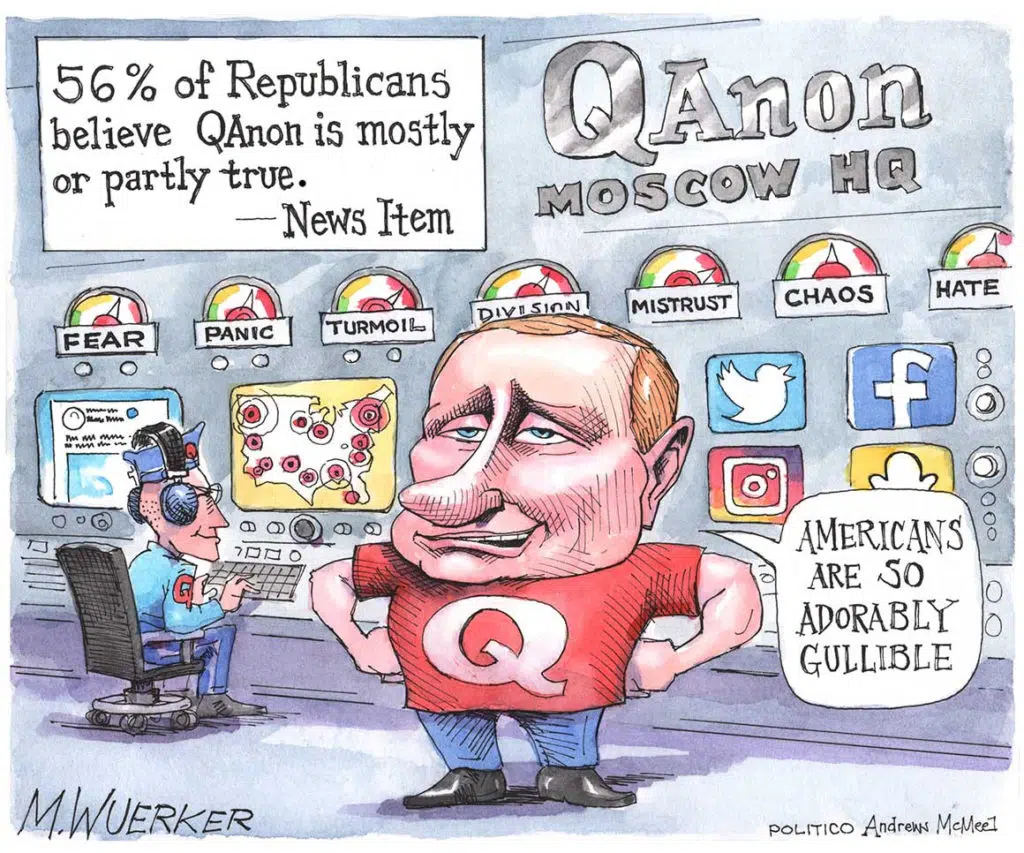 56% of Republicans
believe QAnon is mostly
or partly true.
— News Item
QAnon
MOSCOW HQ
FEAR
PANIC
TURMOIL
DIVISION
MISTRUST
CHAOS
HATE
f
Q
Q
AMERICANS
ARE SO
ADORABLY
GULLIBLE
M. WUERKER
POLITICO Andrews McMeel